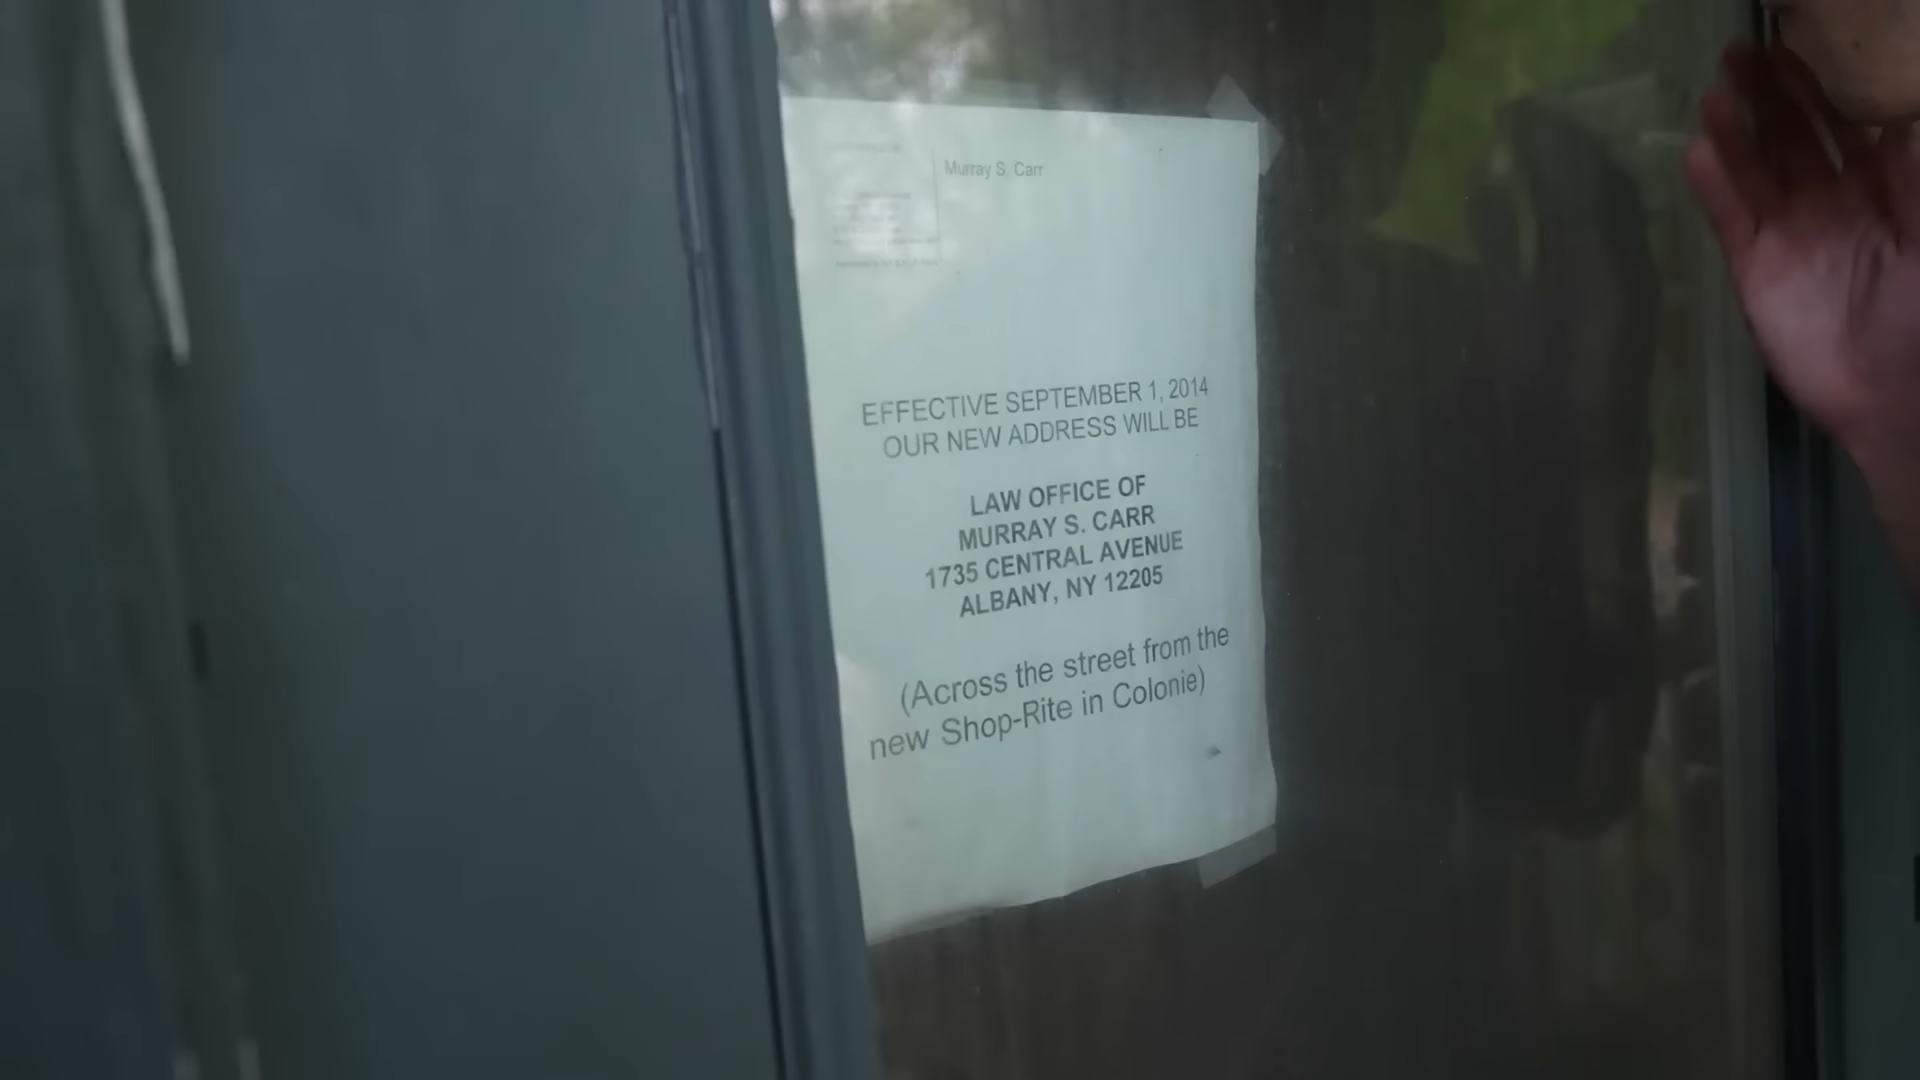 Murray S. Carr
EFFECTIVE SEPTEMBER 1, 2014
OUR NEW ADDRESS WILL BE
LAW OFFICE OF
MURRAY S. CARR
1735 CENTRAL AVENUE
ALBANY, NY 12205
(Across the street from the
new Shop-Rite in Colonie)